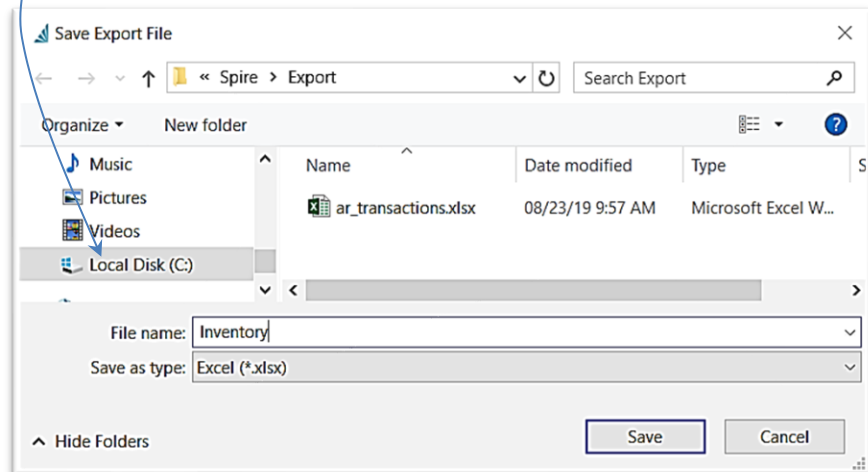 Save Export File
« Spire > Export
Search Export
Organize
New folder
Music
Pictures
Videos
Local Disk (C:)
Name
Date modified
Type
S
ar_transactions.xlsx
08/23/19 9:57 AM
Microsoft Excel W...
File name: Inventory
Save as type: Excel (*.xlsx)
Hide Folders
Save
Cancel